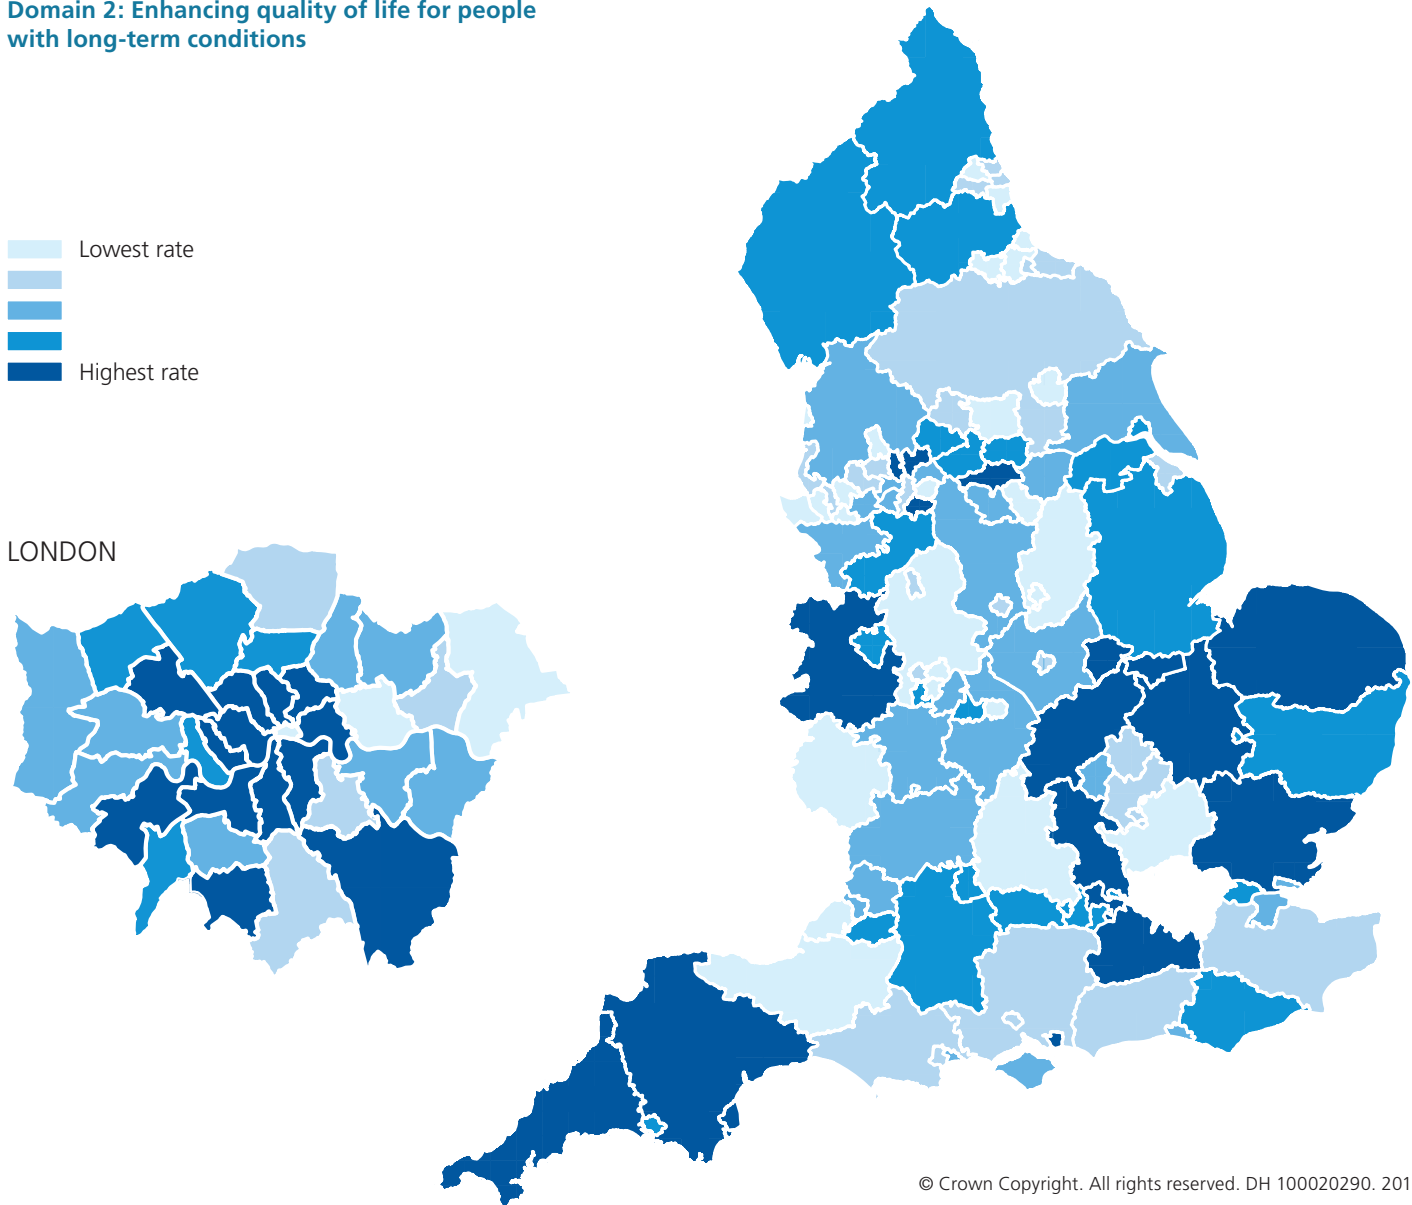 Domain 2: Enhancing quality of life for people
with long-term conditions
Lowest rate
Highest rate
LONDON
© Crown Copyright. All rights reserved. DH 100020290. 201